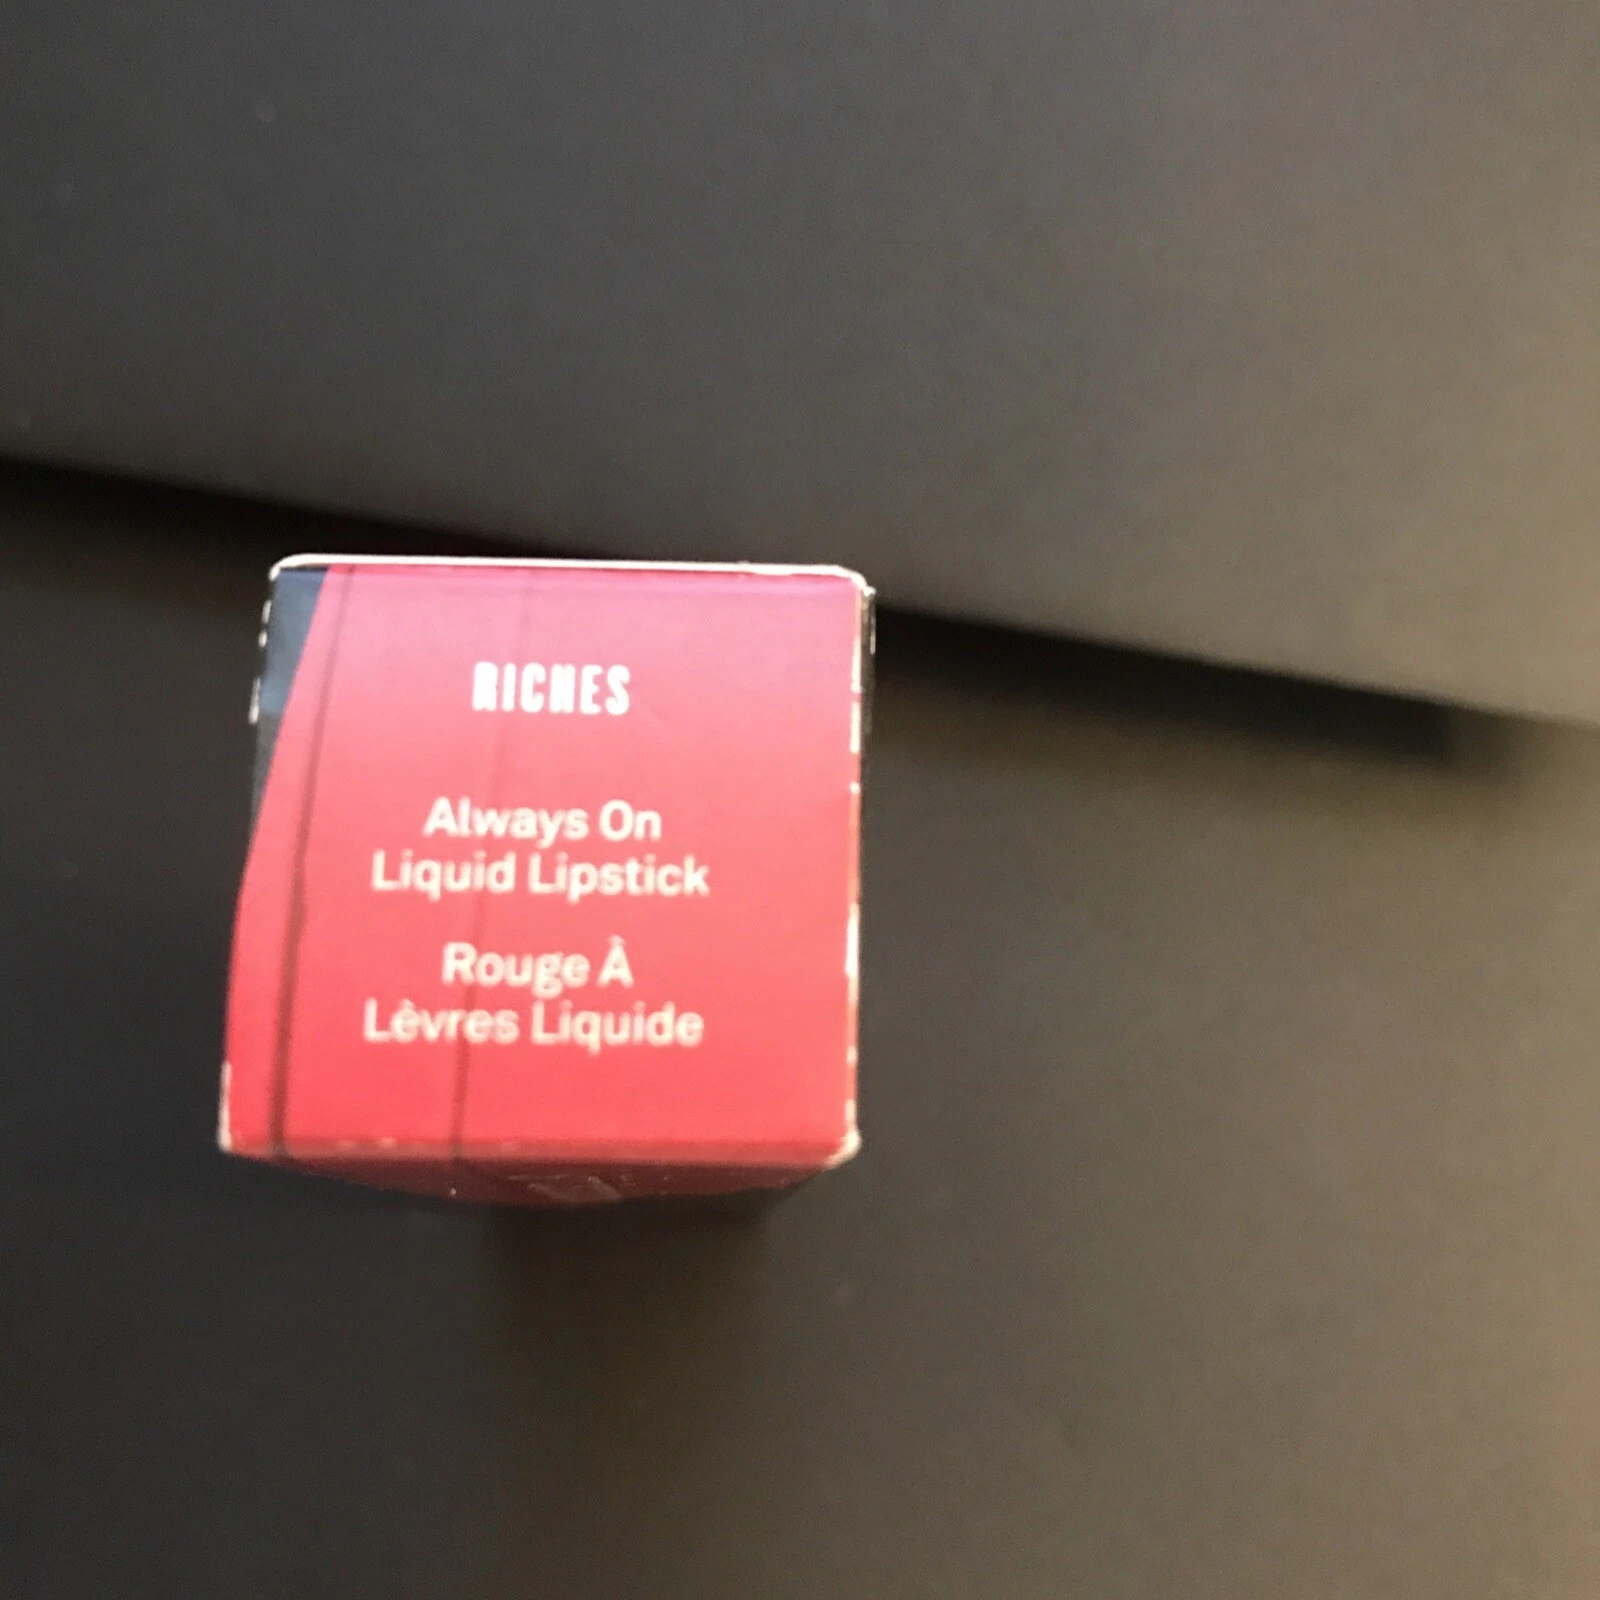 RICHES
Always On
Liquid Lipstick
Rouge À
Lèvres Liquide